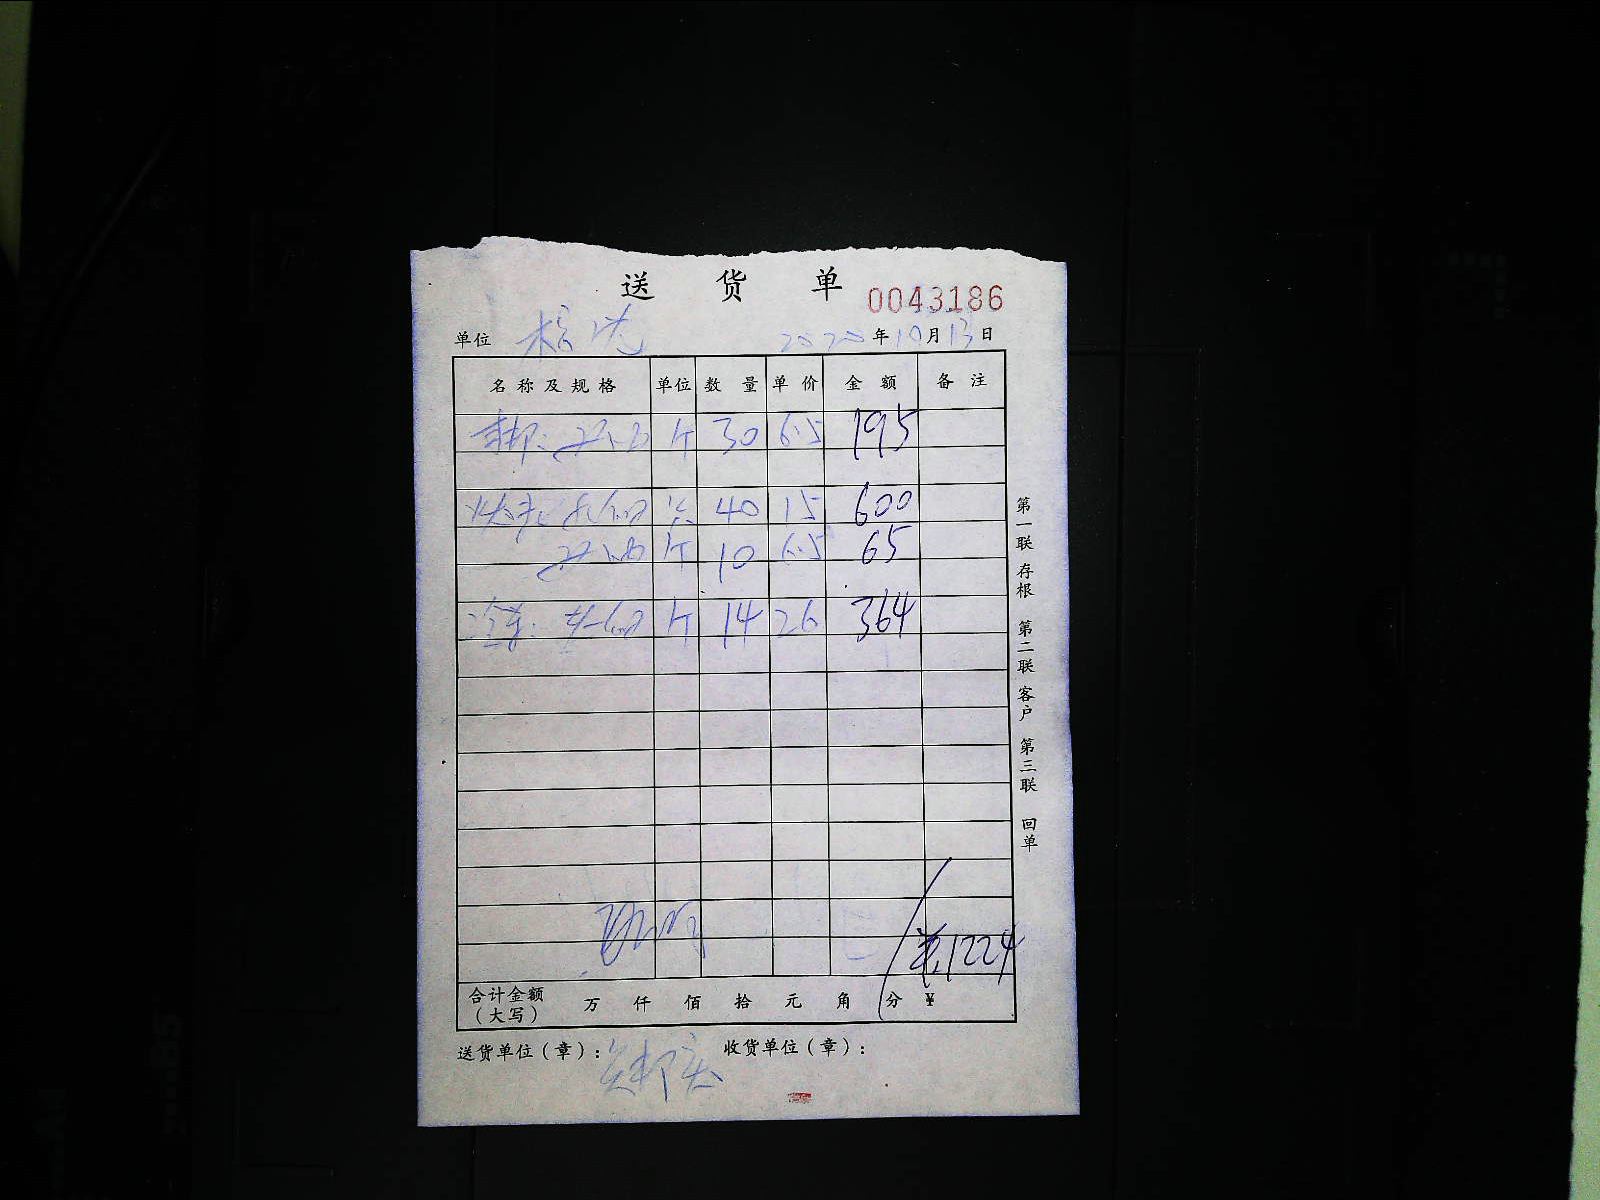 送 货 单 0043186
单位 2020 年 10 月 13 日
名 称 及 规 格 单位 数 量 单 价 金 额 备 注
个 30 6.5 195
40 15 600
个 10 6.5 65
个 14 26 364
1224
合计金额（大写） 万 仟 佰 拾 元 角 分 ¥
送货单位（章）： 收货单位（章）：
第一联 存根 第二联 客户 第三联 回单